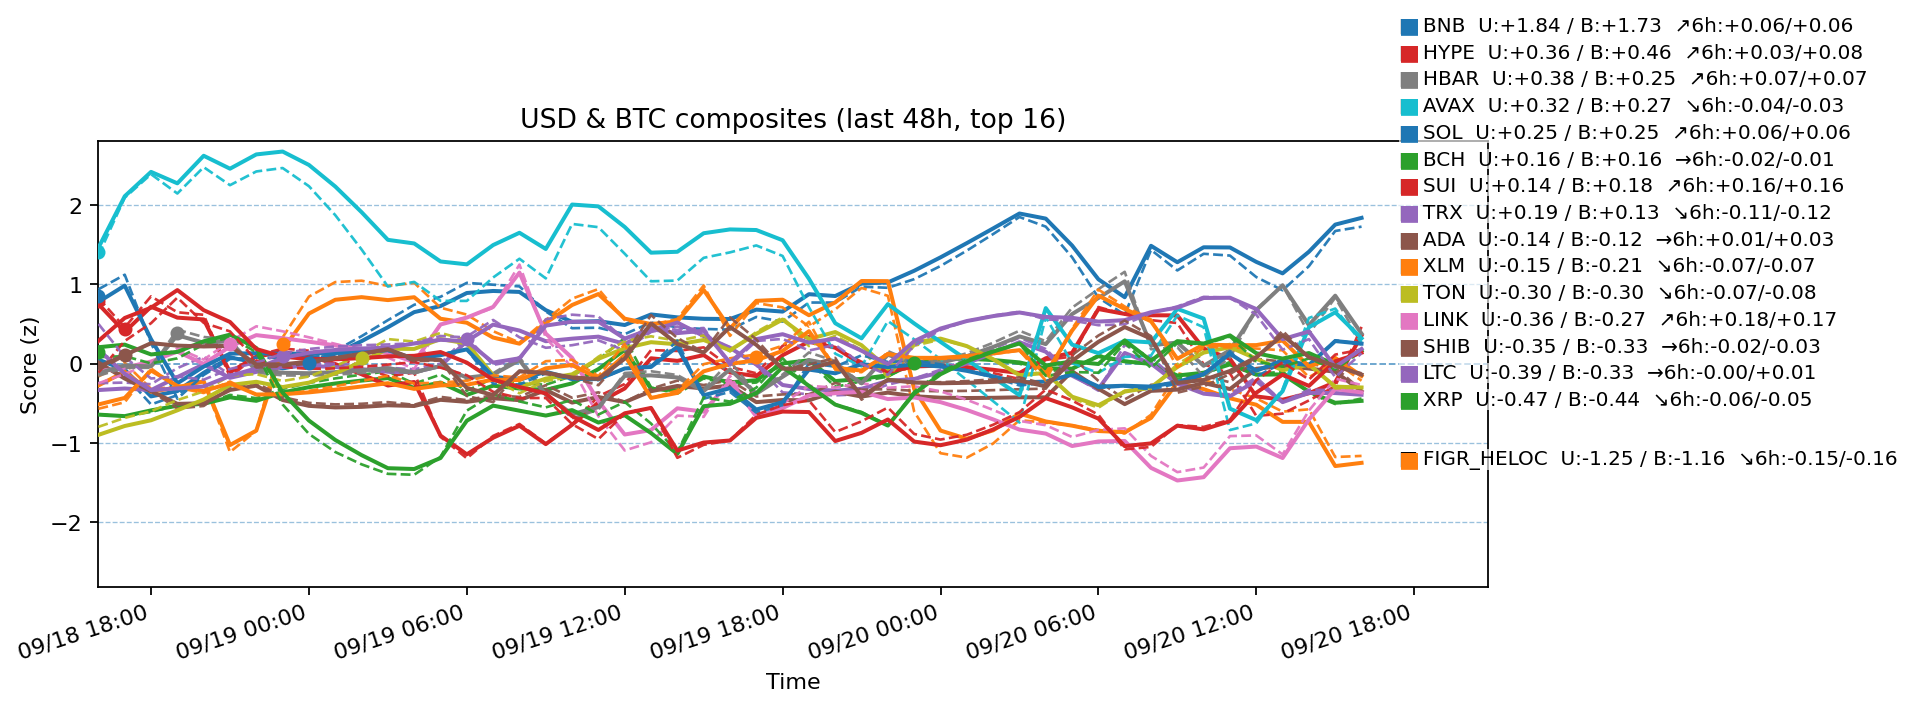 BNB  U:+1.84 / B:+1.73  ↗6h:+0.06/+0.06
HYPE  U:+0.36 / B:+0.46  ↗6h:+0.03/+0.08
HBAR  U:+0.38 / B:+0.25  ↗6h:+0.07/+0.07
AVAX  U:+0.32 / B:+0.27  ↘6h:-0.04/-0.03
SOL  U:+0.25 / B:+0.25  ↗6h:+0.06/+0.06
BCH  U:+0.16 / B:+0.16  →6h:-0.02/-0.01
SUI  U:+0.14 / B:+0.18  ↗6h:+0.16/+0.16
TRX  U:+0.19 / B:+0.13  ↘6h:-0.11/-0.12
ADA  U:-0.14 / B:-0.12  →6h:+0.01/+0.03
XLM  U:-0.15 / B:-0.21  ↘6h:-0.07/-0.07
TON  U:-0.30 / B:-0.30  ↘6h:-0.07/-0.08
LINK  U:-0.36 / B:-0.27  ↗6h:+0.18/+0.17
SHIB  U:-0.35 / B:-0.33  →6h:-0.02/-0.03
LTC  U:-0.39 / B:-0.33  →6h:-0.00/+0.01
XRP  U:-0.47 / B:-0.44  ↘6h:-0.06/-0.05
FIGR_HELOC  U:-1.25 / B:-1.16  ↘6h:-0.15/-0.16
USD & BTC composites (last 48h, top 16)
Score (z)
2
1
0
−1
−2
09/18 18:00
09/19 00:00
09/19 06:00
09/19 12:00
09/19 18:00
09/20 00:00
09/20 06:00
09/20 12:00
09/20 18:00
Time